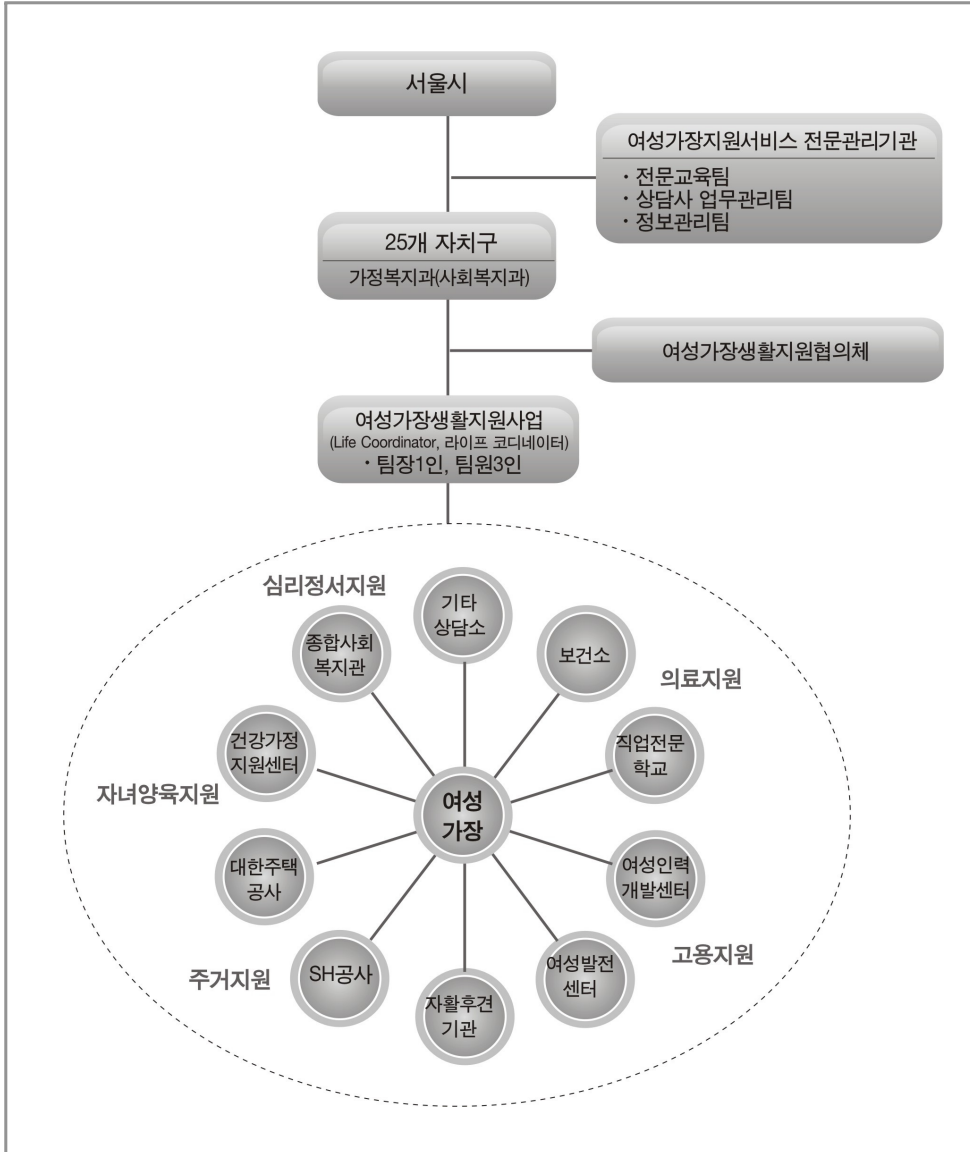 서울시
여성가장지원서비스 전문관리기관
· 전문교육팀
· 상담사 업무관리팀
· 정보관리팀
25개 자치구
가정복지과(사회복지과)
여성가장생활지원협의체
여성가장생활지원사업
(Life Coordinator, 라이프 코디네이터)
· 팀장1인, 팀원3인
심리정서지원
기타
상담소
종합사회
복지관
보건소
의료지원
건강가정
지원센터
직업전문
학교
자녀양육지원
여성
가장
대한주택
공사
여성인력
개발센터
고용지원
주거지원
SH공사
여성발전
센터
자활후견
기관